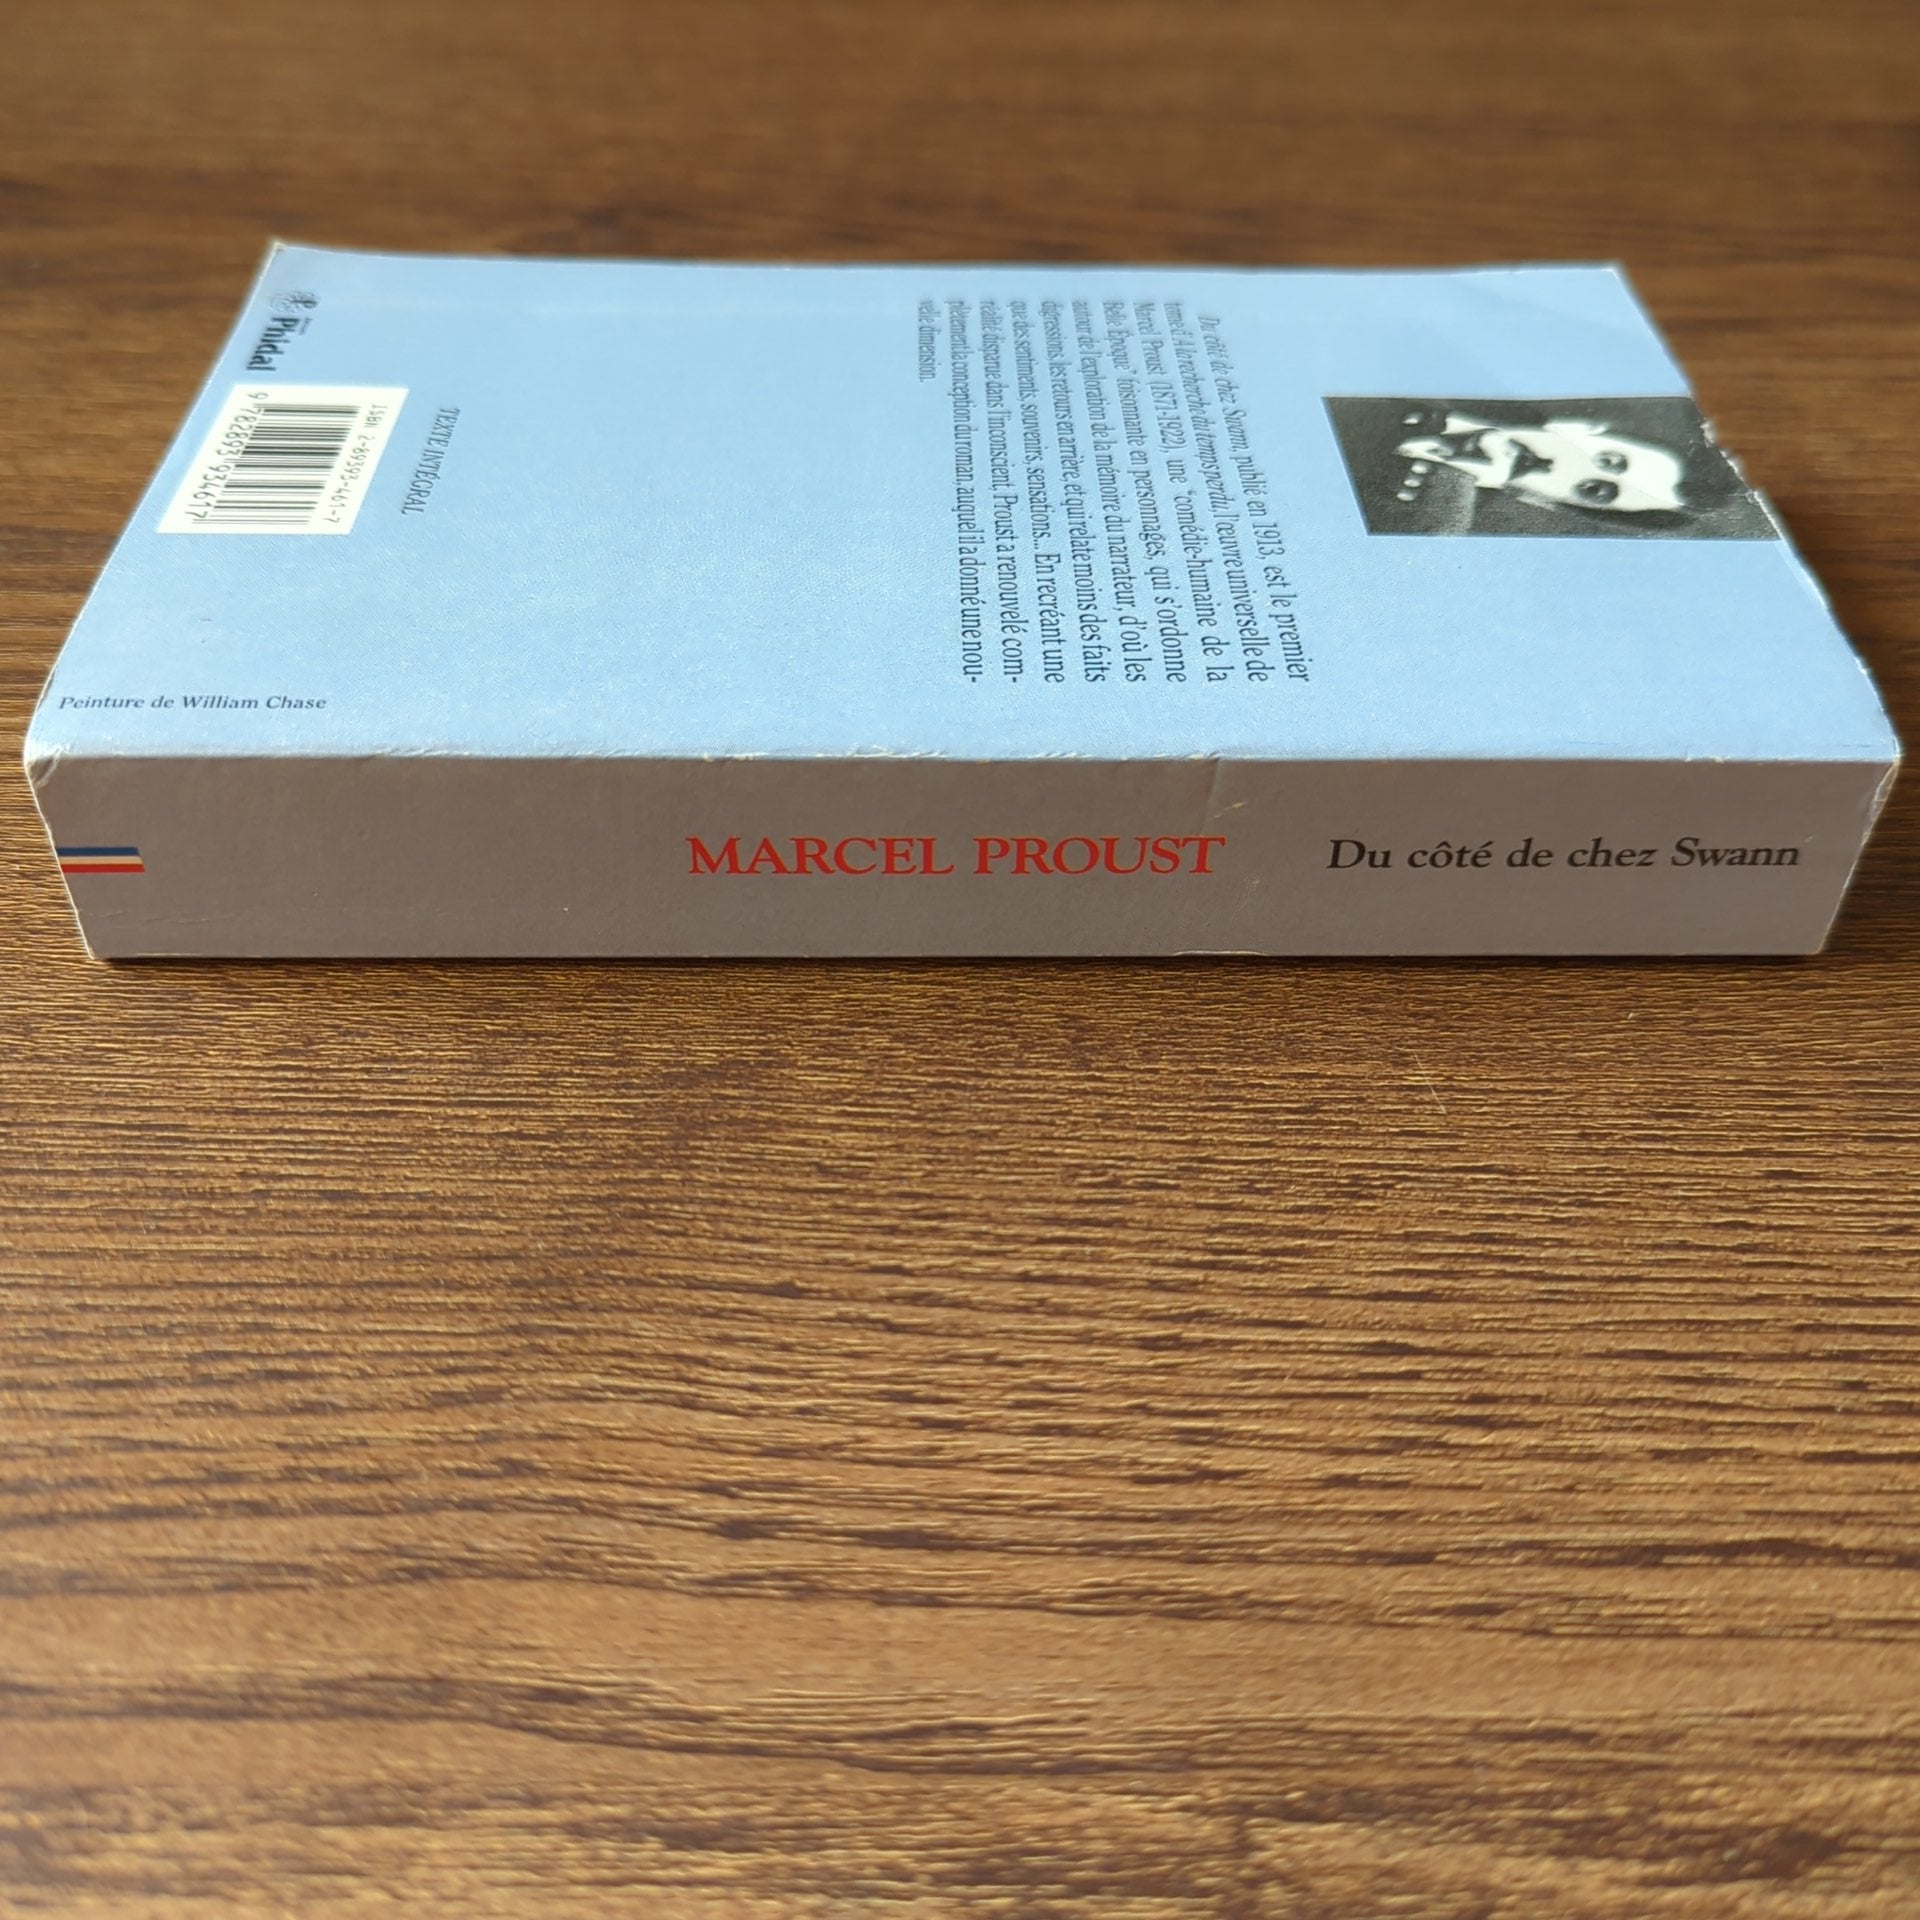 MARCEL PROUST
Du côté de chez Swann
Du côté de chez Swann, publié en 1913, est le premier
tome d'A la recherche du temps perdu, l'œuvre universelle de
Marcel Proust (1871-1922), une "comédie-humaine de la
Belle Époque" foisonnante en personnages, qui s'ordonne
autour de l'exploration de la mémoire du narrateur, d'où les
digressions, les retours en arrière, et qui relate moins des faits
que des sentiments, souvenirs, sensations... En recréant une
réalité disparue dans l'inconscient, Proust a renouvelé com-
plètement la conception du roman, auquel il a donné une nou-
velle dimension.
TEXTE INTÉGRAL
ISBN 2-89393-461-7
9 782893 934617
Phidal
Peinture de William Chase